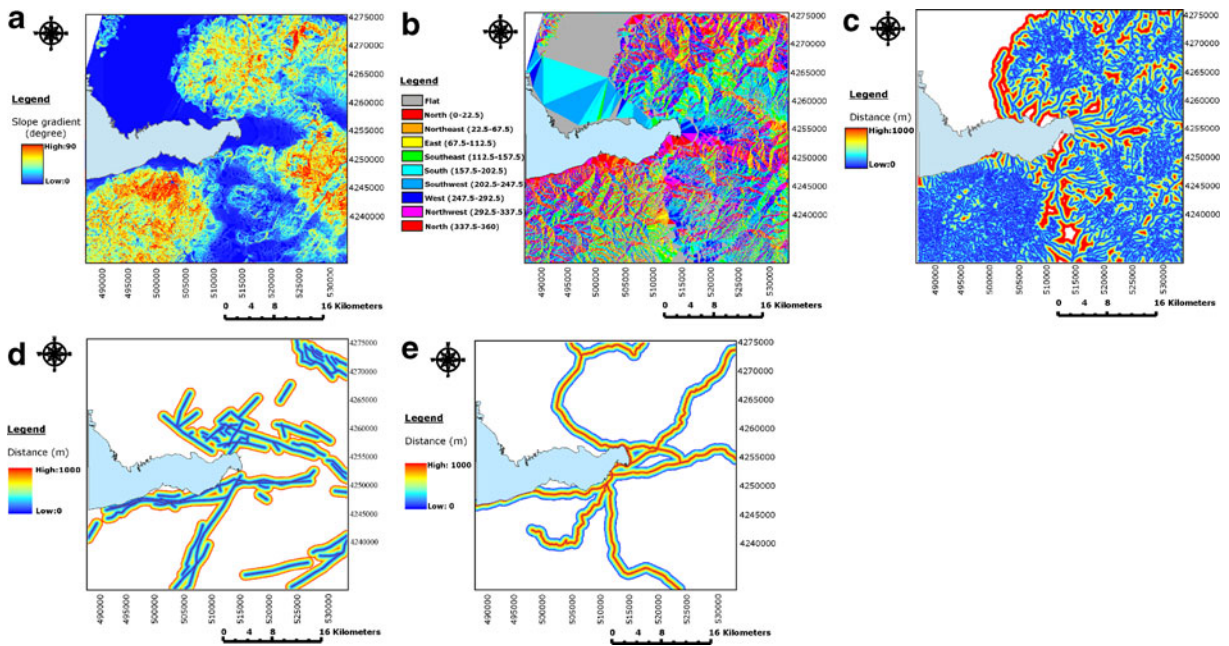 a
Legend
Slope gradient
(degree)
High:90
Low:0
4275000
4270000
4265000
4260000
4255000
4250000
4245000
4240000
490000
495000
500000
505000
510000
515000
520000
525000
530000
0 4 8 16 Kilometers
b
Legend
Flat
North (0-22.5)
Northeast (22.5-67.5)
East (67.5-112.5)
Southeast (112.5-157.5)
South (157.5-202.5)
Southwest (202.5-247.5
West (247.5-292.5)
Northwest (292.5-337.5
North (337.5-360)
4275000
4270000
4265000
4260000
4255000
4250000
4245000
4240000
490000
495000
500000
505000
510000
515000
520000
525000
530000
0 4 8 16 Kilometers
c
Legend
Distance (m)
High:1000
Low:0
4275000
4270000
4265000
4260000
4255000
4250000
4245000
4240000
490000
495000
500000
505000
510000
515000
520000
525000
530000
0 4 8 16 Kilometers
d
Legend
Distance (m)
High:1000
Low:0
4275000
4270000
4265000
4260000
4255000
4250000
4245000
4240000
490000
495000
500000
505000
510000
515000
520000
525000
530000
0 4 8 16 Kilometers
e
Legend
Distance (m)
High: 1000
Low: 0
4275000
4270000
4265000
4260000
4255000
4250000
4245000
4240000
490000
495000
500000
505000
510000
515000
520000
525000
530000
0 4 8 16 Kilometers